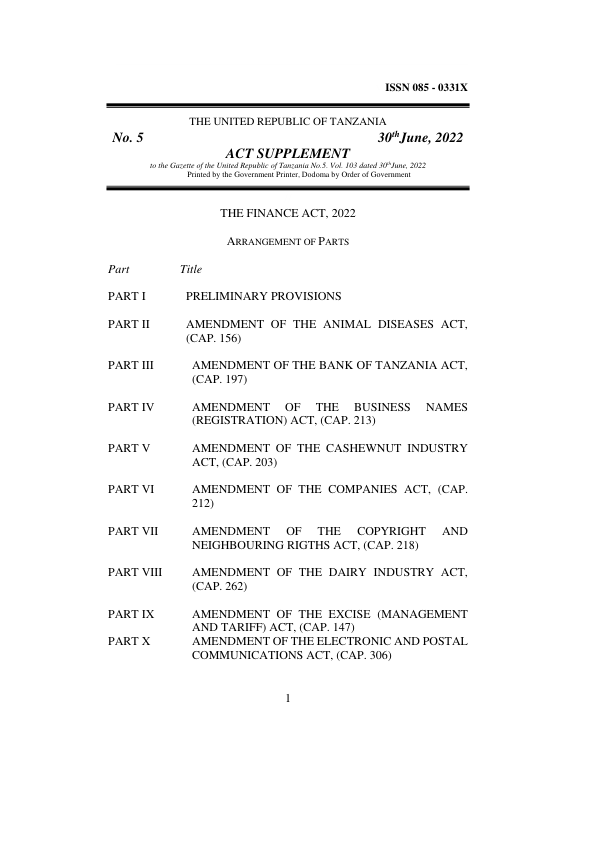 ISSN 085 - 0331X
THE UNITED REPUBLIC OF TANZANIA
No. 5 30th June, 2022
ACT SUPPLEMENT
to the Gazette of the United Republic of Tanzania No.5. Vol. 103 dated 30th June, 2022
Printed by the Government Printer, Dodoma by Order of Government
THE FINANCE ACT, 2022
ARRANGEMENT OF PARTS
Part Title
PART I PRELIMINARY PROVISIONS
PART II AMENDMENT OF THE ANIMAL DISEASES ACT,
(CAP. 156)
PART III AMENDMENT OF THE BANK OF TANZANIA ACT,
(CAP. 197)
PART IV AMENDMENT OF THE BUSINESS NAMES
(REGISTRATION) ACT, (CAP. 213)
PART V AMENDMENT OF THE CASHEWNUT INDUSTRY
ACT, (CAP. 203)
PART VI AMENDMENT OF THE COMPANIES ACT, (CAP.
212)
PART VII AMENDMENT OF THE COPYRIGHT AND
NEIGHBOURING RIGTHS ACT, (CAP. 218)
PART VIII AMENDMENT OF THE DAIRY INDUSTRY ACT,
(CAP. 262)
PART IX AMENDMENT OF THE EXCISE (MANAGEMENT
AND TARIFF) ACT, (CAP. 147)
PART X AMENDMENT OF THE ELECTRONIC AND POSTAL
COMMUNICATIONS ACT, (CAP. 306)
1